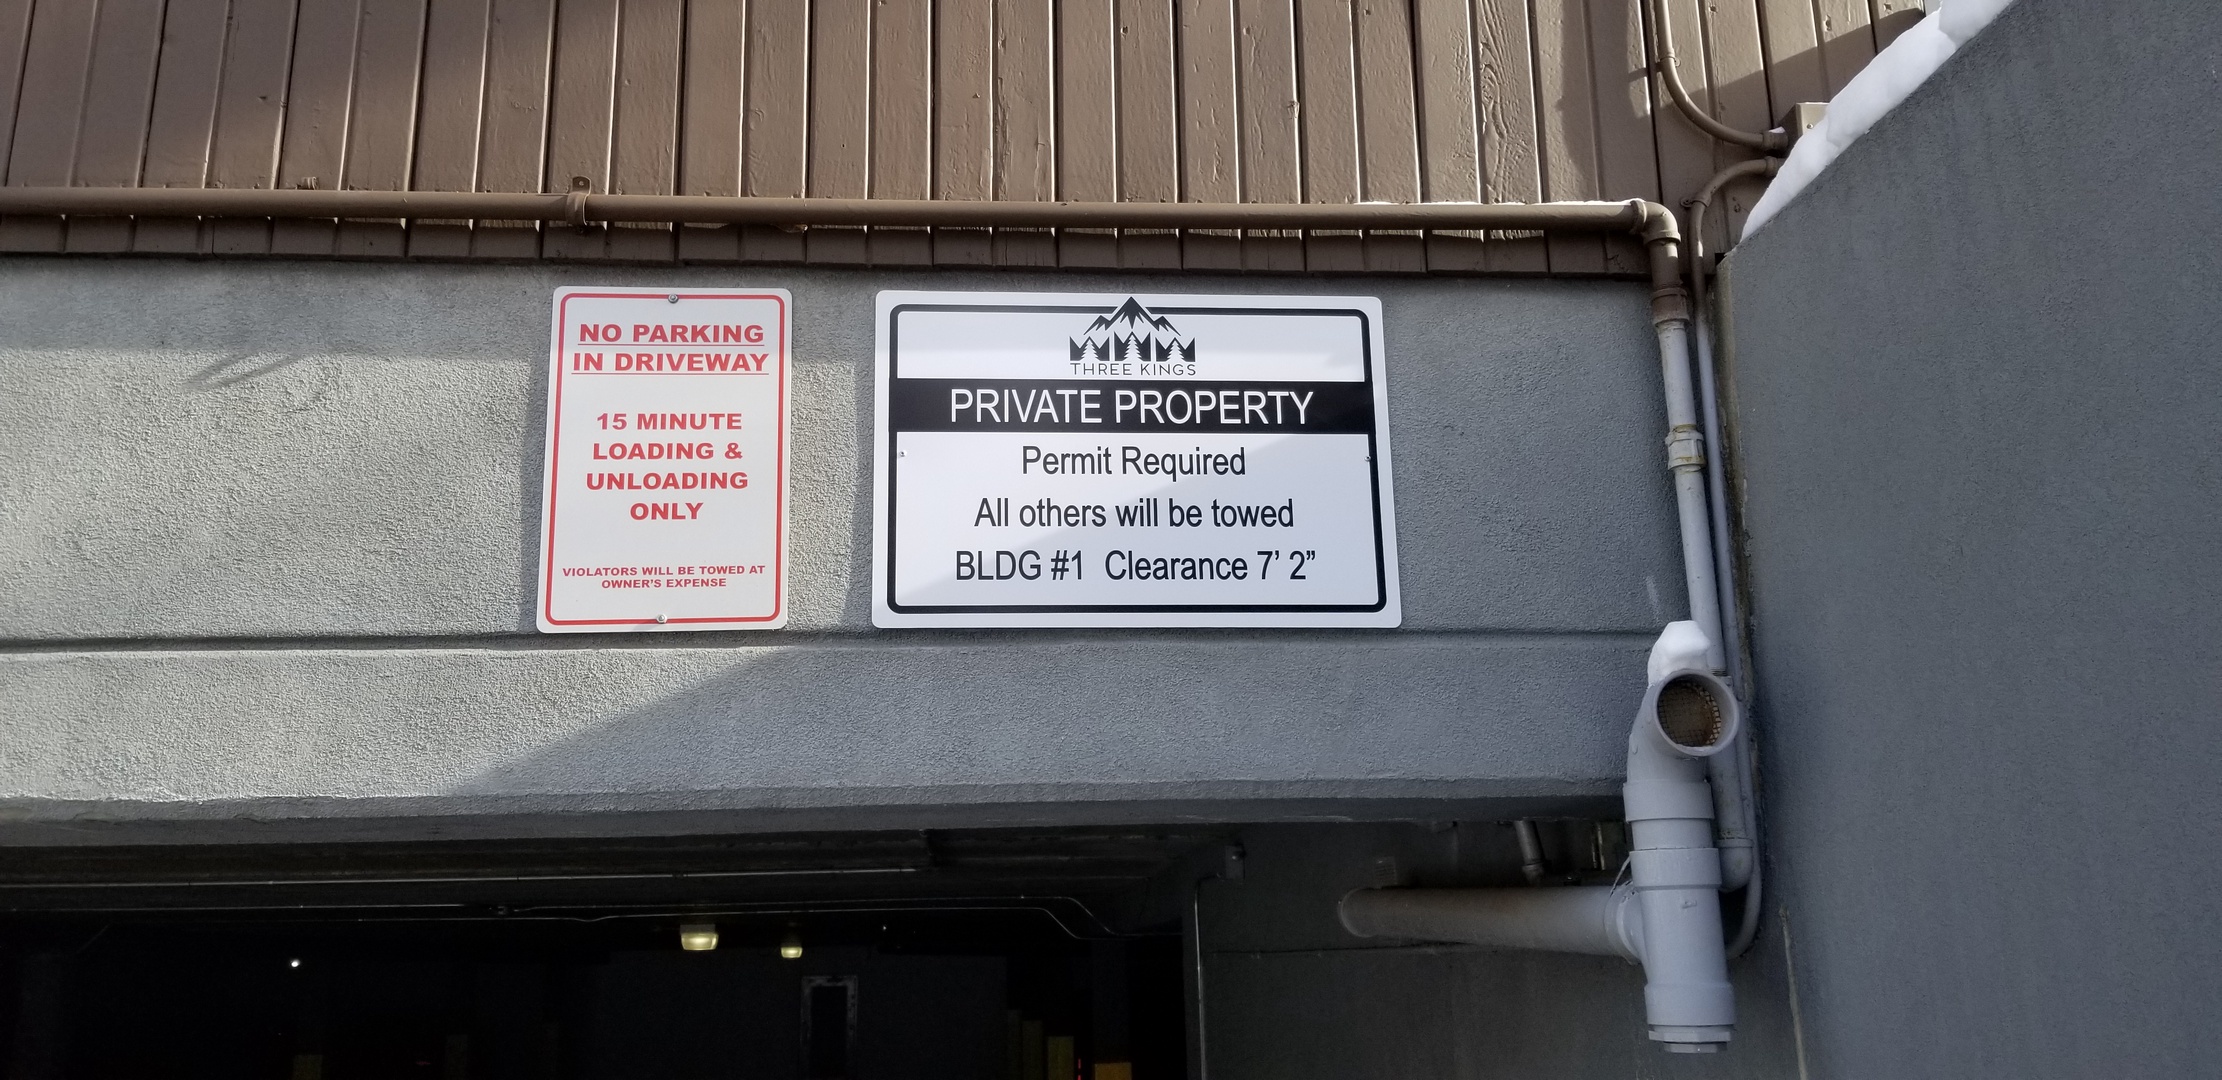 NO PARKING
IN DRIVEWAY
15 MINUTE
LOADING &
UNLOADING
ONLY
VIOLATORS WILL BE TOWED AT
OWNER'S EXPENSE
THREE KINGS
PRIVATE PROPERTY
Permit Required
All others will be towed
BLDG #1 Clearance 7’ 2”